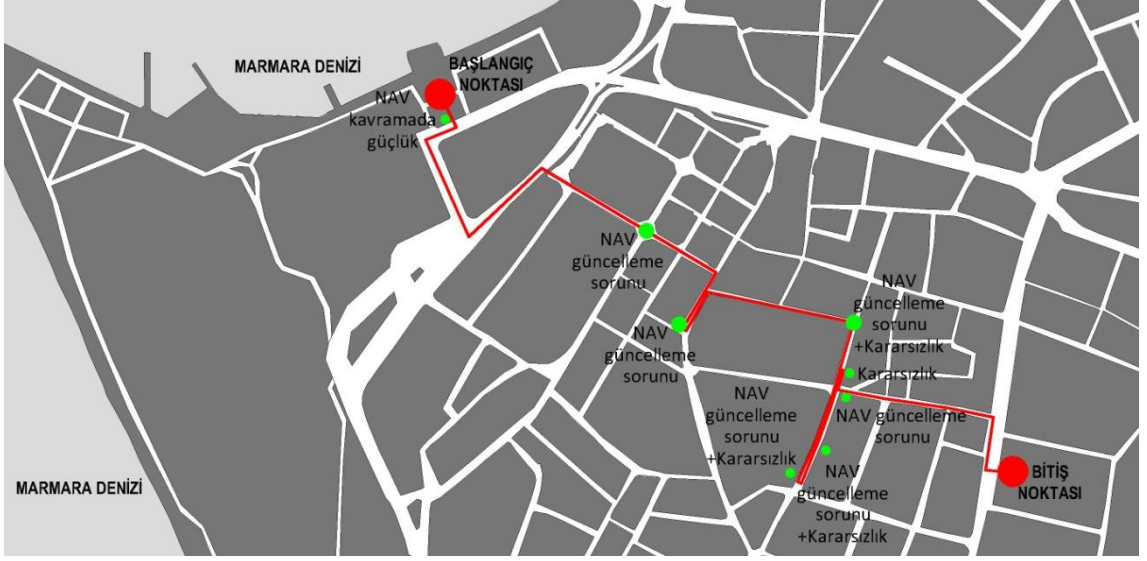 MARMARA DENİZİ
BAŞLANGIÇ
NOKTASI
NAV
kavramada
güçlük
NAV
güncelleme
sorunu
NAV
güncelleme
sorunu
NAV
güncelleme
sorunu
+Kararsızlık
Kararsızlık
NAV güncelleme
sorunu
NAV
güncelleme
sorunu
+Kararsızlık
NAV
güncelleme
sorunu
+Kararsızlık
BİTİŞ
NOKTASI
MARMARA DENİZİ